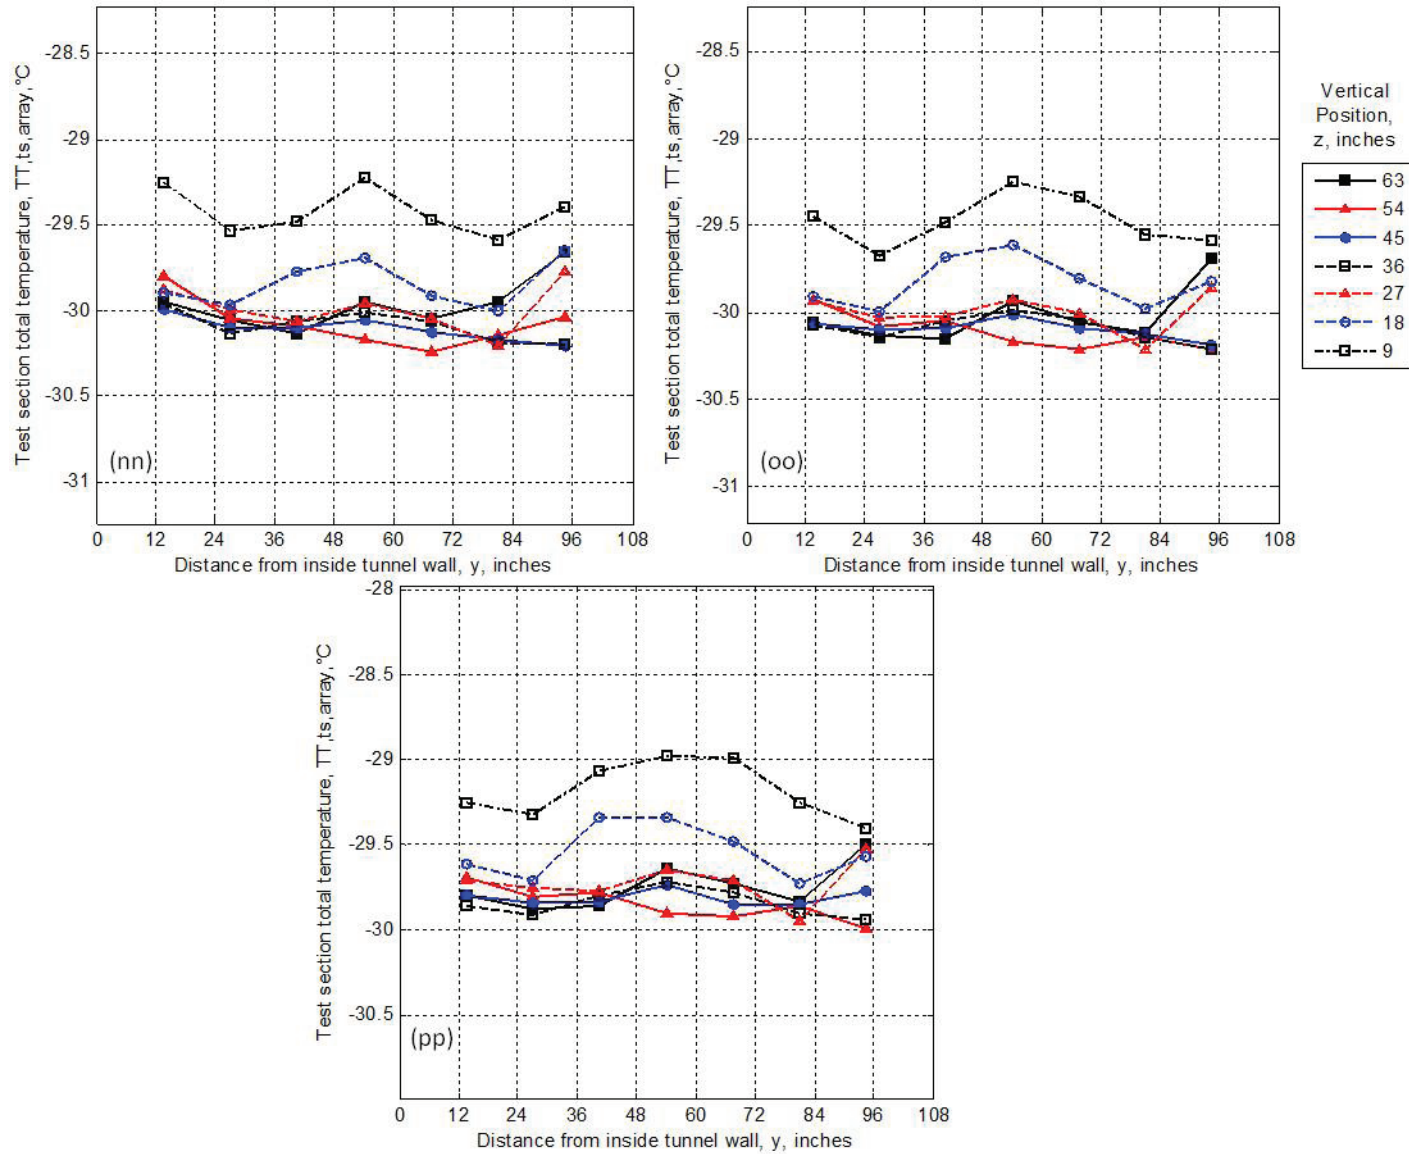 Test section total temperature, TT,ts,array,°C
-28.5
-29
-29.5
-30
-30.5
-31
(nn)
0 12 24 36 48 60 72 84 96 108
Distance from inside tunnel wall, y, inches
Test section total temperature, TT,ts,array,°C
-28.5
-29
-29.5
-30
-30.5
-31
(oo)
0 12 24 36 48 60 72 84 96 108
Distance from inside tunnel wall, y, inches
Vertical
Position,
z, inches
63
54
45
36
27
18
9
Test section total temperature, TT,ts,array,°C
-28
-28.5
-29
-29.5
-30
-30.5
(pp)
0 12 24 36 48 60 72 84 96 108
Distance from inside tunnel wall, y, inches